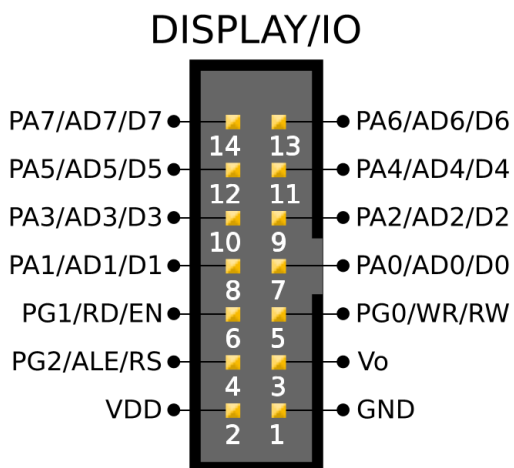 DISPLAY/IO
PA7/AD7/D7 PA6/AD6/D6
14 13
PA5/AD5/D5 PA4/AD4/D4
12 11
PA3/AD3/D3 PA2/AD2/D2
10 9
PA1/AD1/D1 PA0/AD0/D0
8 7
PG1/RD/EN PG0/WR/RW
6 5
PG2/ALE/RS Vo
4 3
VDD GND
2 1